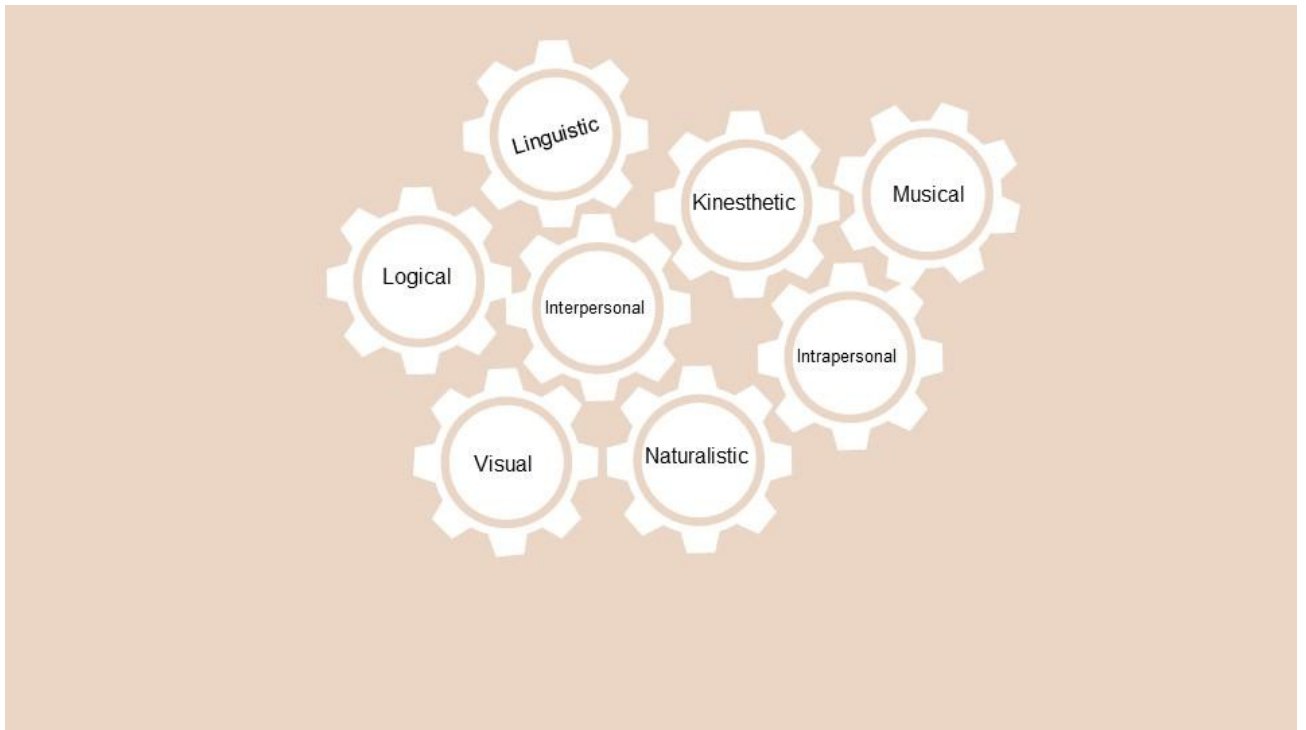 Linguistic
Kinesthetic
Musical
Logical
Interpersonal
Intrapersonal
Visual
Naturalistic